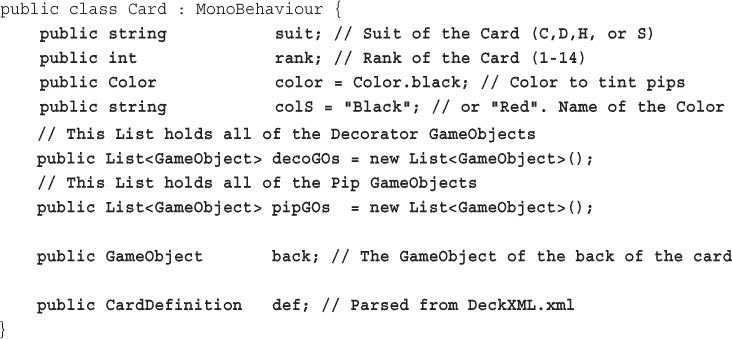 public class Card : MonoBehaviour {
    public string          suit; // Suit of the Card (C,D,H, or S)
    public int             rank; // Rank of the Card (1-14)
    public Color           color = Color.black; // Color to tint pips
    public string          colS = "Black"; // or "Red". Name of the Color
    // This List holds all of the Decorator GameObjects
    public List<GameObject> decoGOs = new List<GameObject>();
    // This List holds all of the Pip GameObjects
    public List<GameObject> pipGOs  = new List<GameObject>();
    public GameObject      back; // The GameObject of the back of the card
    public CardDefinition  def; // Parsed from DeckXML.xml
}